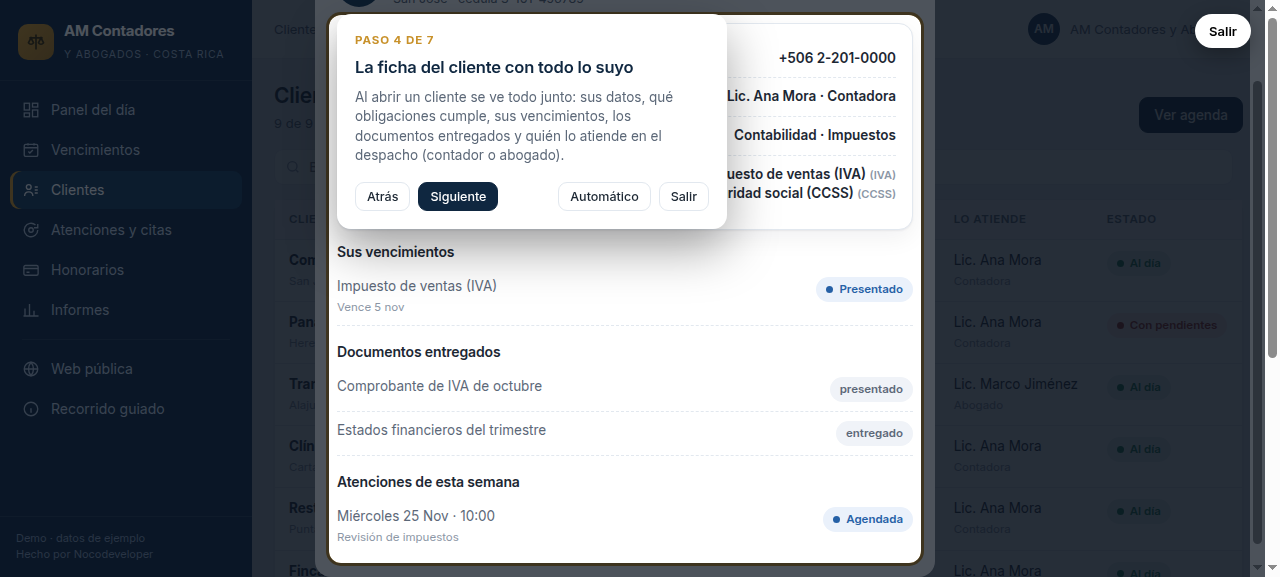 AM Contadores
Y ABOGADOS · COSTA RICA
Panel del día
Vencimientos
Clientes
Atenciones y citas
Honorarios
Informes
Web pública
Recorrido guiado
Demo · datos de ejemplo
Hecho por Nocodeveloper
AM
AM Contadores y
Salir
9 de 9
Ver agenda
PASO 4 DE 7
La ficha del cliente con todo lo suyo
Al abrir un cliente se ve todo junto: sus datos, qué
obligaciones cumple, sus vencimientos, los
documentos entregados y quién lo atiende en el
despacho (contador o abogado).
Atrás
Siguiente
Automático
Salir
+506 2-201-0000
Lic. Ana Mora · Contadora
Contabilidad · Impuestos
(IVA) (IVA)
social (CCSS) (CCSS)
Sus vencimientos
Impuesto de ventas (IVA)
Presentado
Vence 5 nov
Documentos entregados
Comprobante de IVA de octubre
presentado
Estados financieros del trimestre
entregado
Atenciones de esta semana
Miércoles 25 Nov · 10:00
Agendada
Revisión de impuestos
LO ATIENDE
ESTADO
Lic. Ana Mora
Al día
Contadora
Lic. Ana Mora
Con pendientes
Contadora
Lic. Marco Jiménez
Al día
Abogado
Lic. Ana Mora
Al día
Contadora
Lic. Ana Mora
Al día
Contadora
Lic. Ana Mora
Al día